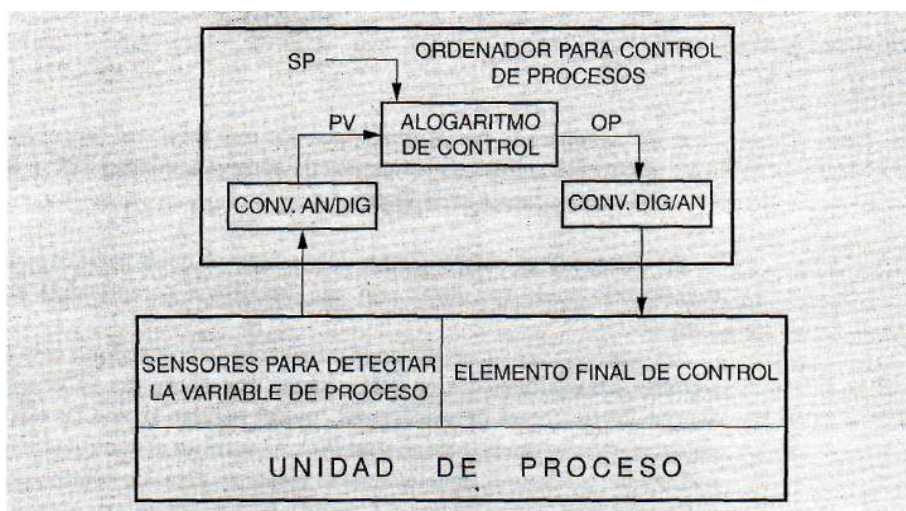 ORDENADOR PARA CONTROL
DE PROCESOS
SP
PV
ALOGARITMO
DE CONTROL
OP
CONV. AN/DIG
CONV. DIG/AN
SENSORES PARA DETECTAR
LA VARIABLE DE PROCESO
ELEMENTO FINAL DE CONTROL
UNIDAD DE PROCESO